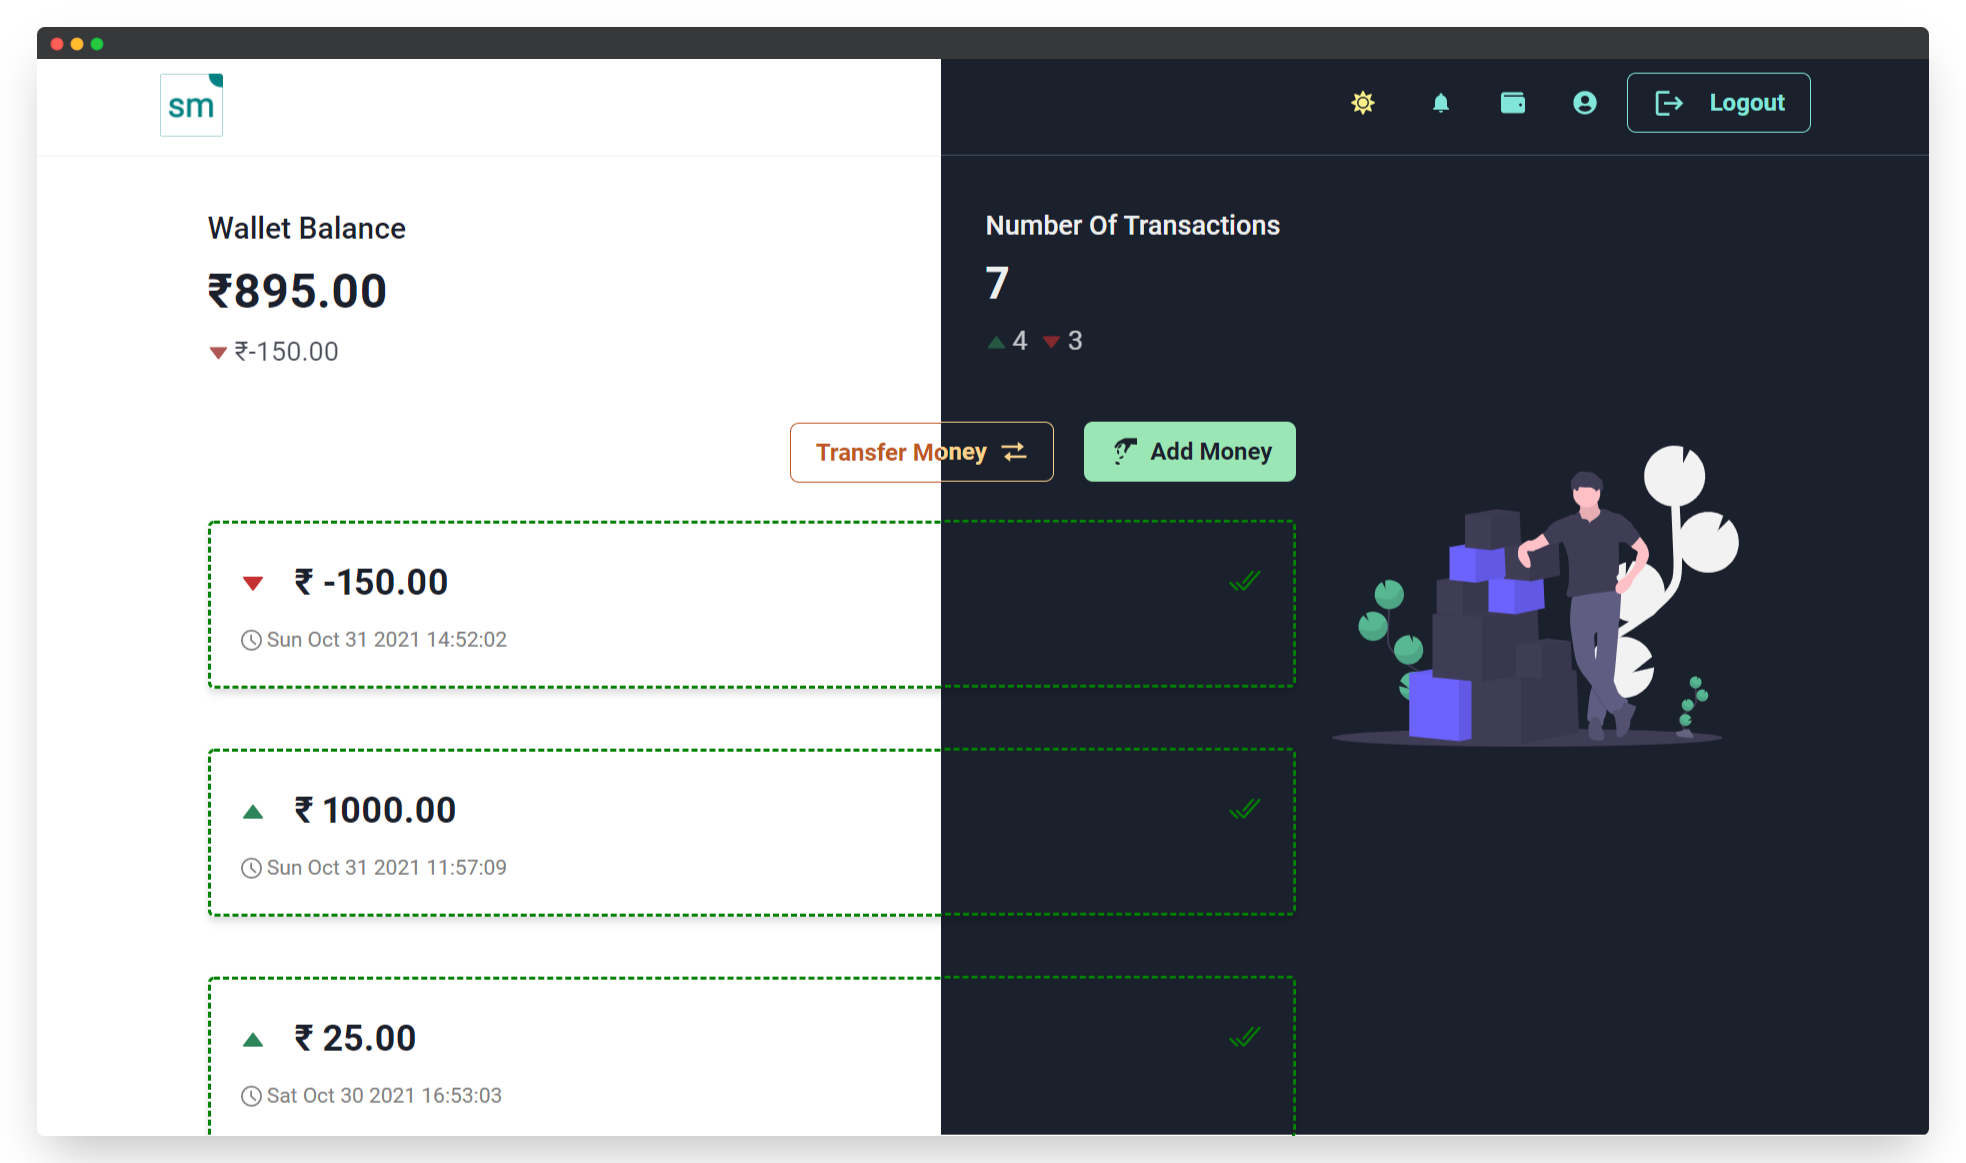 sm
Logout
Wallet Balance
₹895.00
₹-150.00
Number Of Transactions
7
4 3
Transfer Money
Add Money
₹ -150.00
Sun Oct 31 2021 14:52:02
₹ 1000.00
Sun Oct 31 2021 11:57:09
₹ 25.00
Sat Oct 30 2021 16:53:03